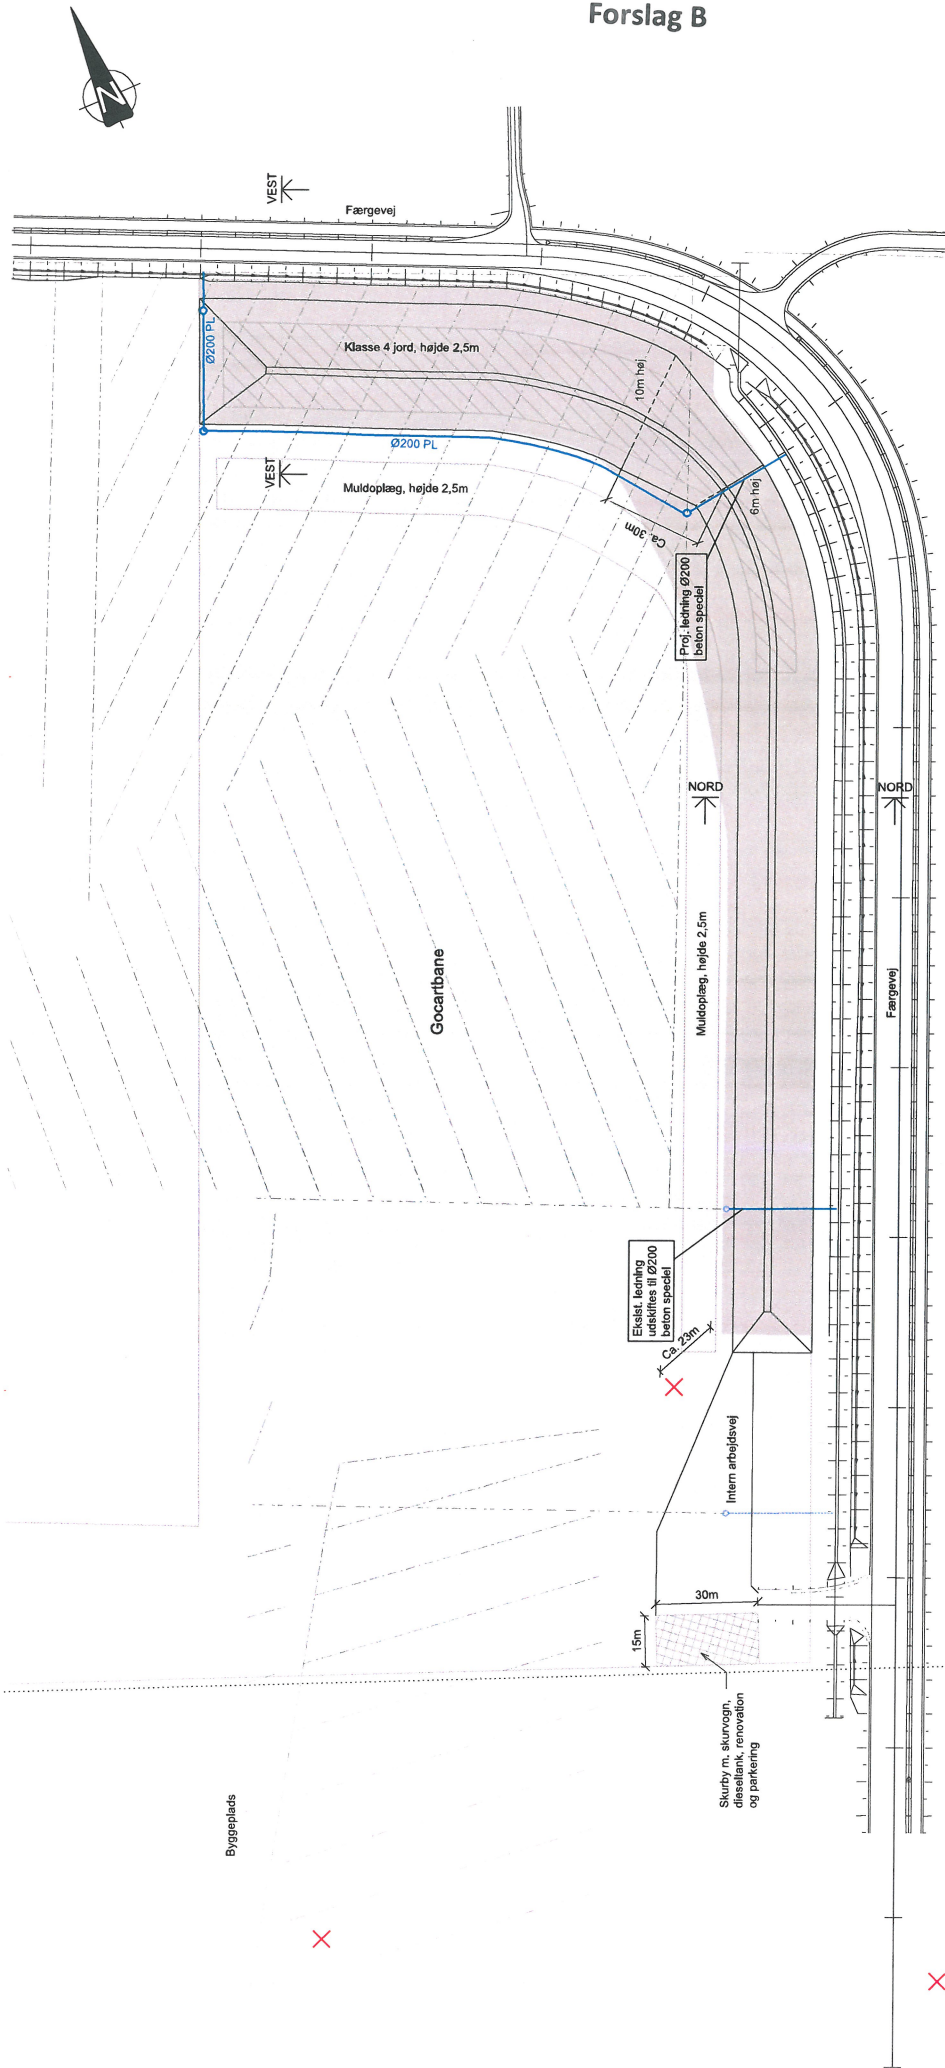 Forslag B
N
VEST
Færgevej
Ø200 PL
Klasse 4 jord, højde 2,5m
10m høj
Ø200 PL
VEST
Muldoplæg, højde 2,5m
6m høj
Ca. 30m
Proj. ledning Ø200
beton speciel
NORD
NORD
Muldoplæg, højde 2,5m
Gocartbane
Færgevej
Eksist. ledning
udskiftes til Ø200
beton speciel
Ca. 23m
Intern arbejdsvej
30m
15m
Skurby m. skurvogn,
dieseltank, renovation
og parkering
Byggeplads